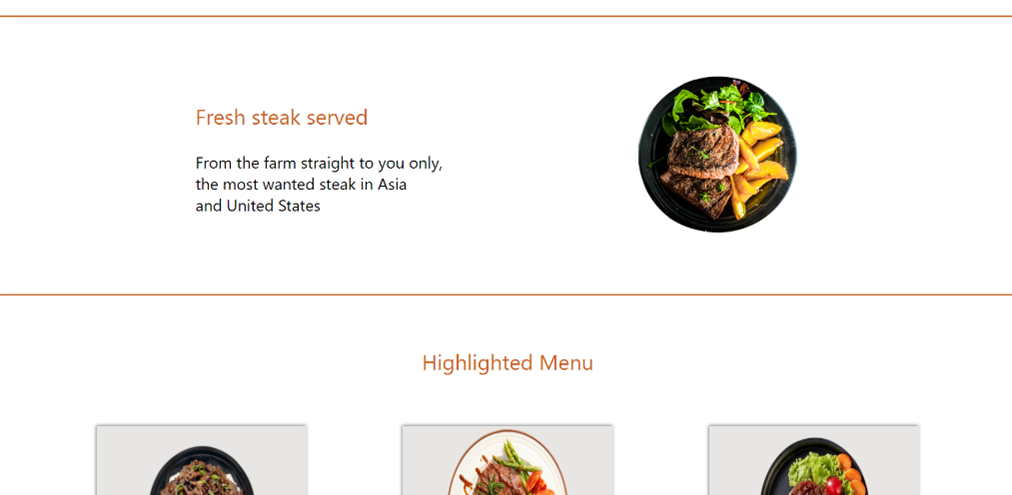 Fresh steak served
From the farm straight to you only,
the most wanted steak in Asia
and United States
Highlighted Menu